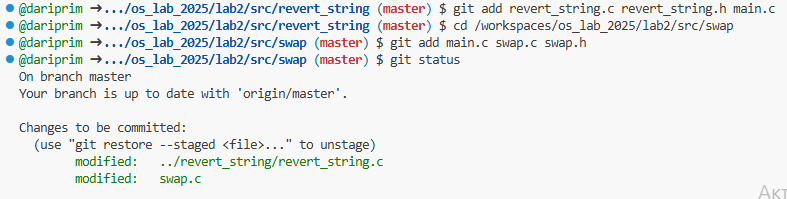 @dariprim ➜.../os_lab_2025/lab2/src/revert_string (master) $ git add revert_string.c revert_string.h main.c
@dariprim ➜.../os_lab_2025/lab2/src/revert_string (master) $ cd /workspaces/os_lab_2025/lab2/src/swap
@dariprim ➜.../os_lab_2025/lab2/src/swap (master) $ git add main.c swap.c swap.h
@dariprim ➜.../os_lab_2025/lab2/src/swap (master) $ git status
On branch master
Your branch is up to date with 'origin/master'.
Changes to be committed:
(use "git restore --staged <file>..." to unstage)
modified: ../revert_string/revert_string.c
modified: swap.c